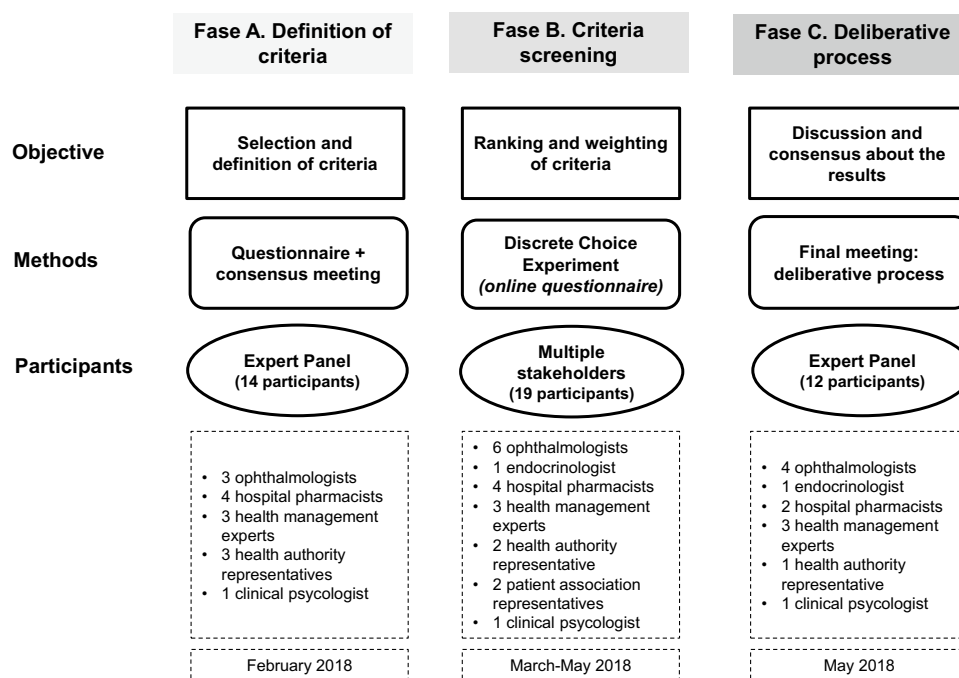 Fase A. Definition of
criteria
Fase B. Criteria
screening
Fase C. Deliberative
process
Objective
Selection and
definition of criteria
Ranking and weighting
of criteria
Discussion and
consensus about the
results
Methods
Questionnaire +
consensus meeting
Discrete Choice
Experiment
(online questionnaire)
Final meeting:
deliberative process
Participants
Expert Panel
(14 participants)
Multiple
stakeholders
(19 participants)
Expert Panel
(12 participants)
• 3 ophthalmologists
• 4 hospital pharmacists
• 3 health management
experts
• 3 health authority
representatives
• 1 clinical psycologist
• 6 ophthalmologists
• 1 endocrinologist
• 4 hospital pharmacists
• 3 health management
experts
• 2 health authority
representative
• 2 patient association
representatives
• 1 clinical psycologist
• 4 ophthalmologists
• 1 endocrinologist
• 2 hospital pharmacists
• 3 health management
experts
• 1 health authority
representative
• 1 clinical psycologist
February 2018
March-May 2018
May 2018